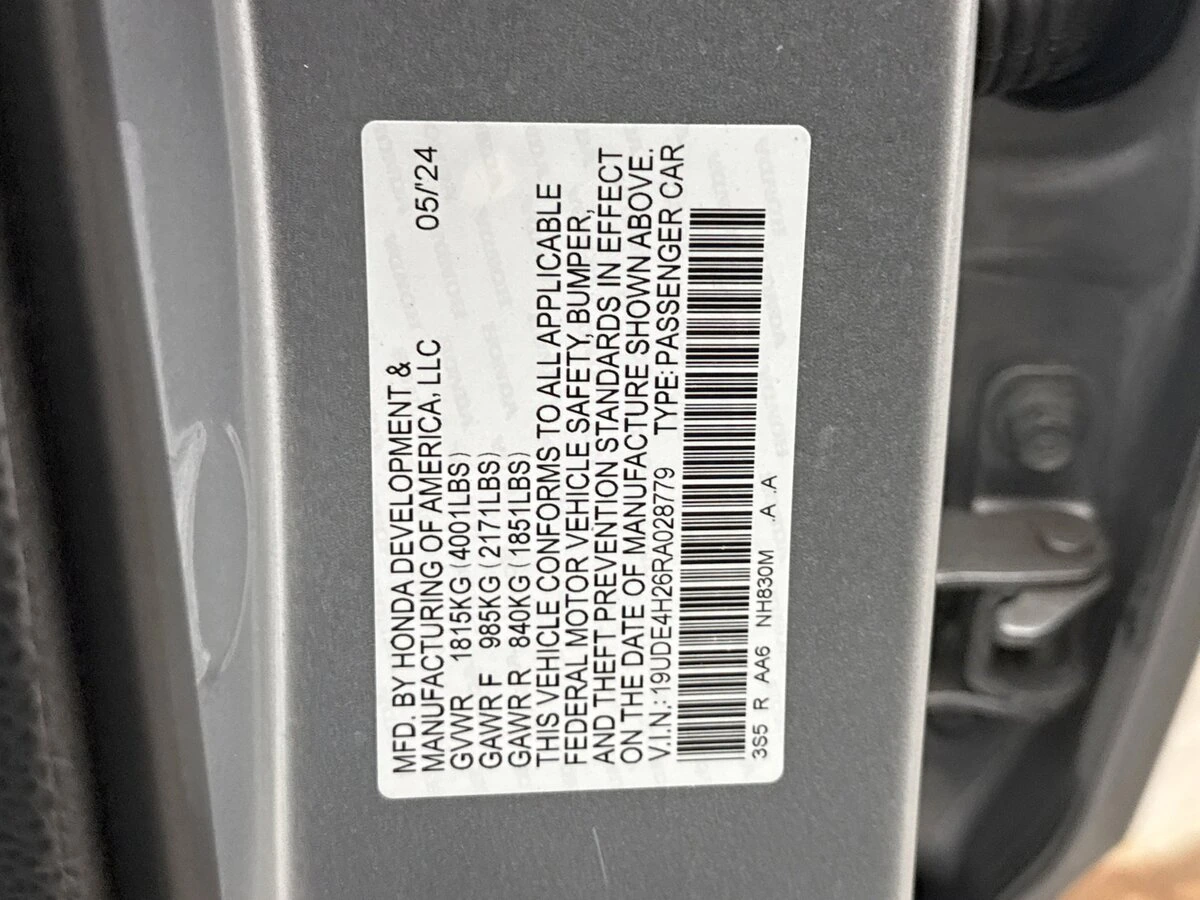 MFD. BY HONDA DEVELOPMENT &
MANUFACTURING OF AMERICA, LLC 05/'24
GVWR 1815KG (4001LBS)
GAWR F 985KG (2171LBS)
GAWR R 840KG (1851LBS)
THIS VEHICLE CONFORMS TO ALL APPLICABLE
FEDERAL MOTOR VEHICLE SAFETY, BUMPER,
AND THEFT PREVENTION STANDARDS IN EFFECT
ON THE DATE OF MANUFACTURE SHOWN ABOVE.
V.I.N.:19UDE4H26RA028779 TYPE:PASSENGER CAR
3S5 R AA6 NH830M .A .A